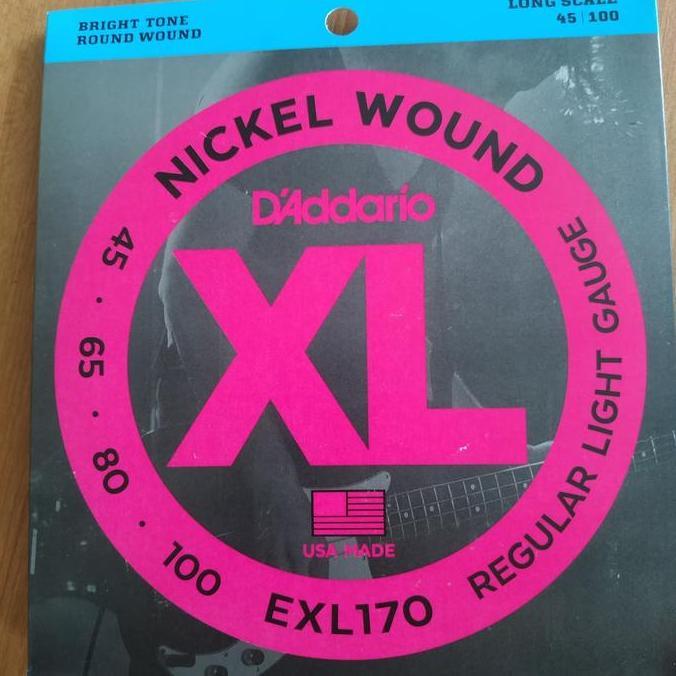 BRIGHT TONE
ROUND WOUND
LONG SCALE
45 | 100
NICKEL WOUND
D'Addario
XL
USA MADE
45 · 65 · 80 · 100
EXL170
REGULAR LIGHT GAUGE